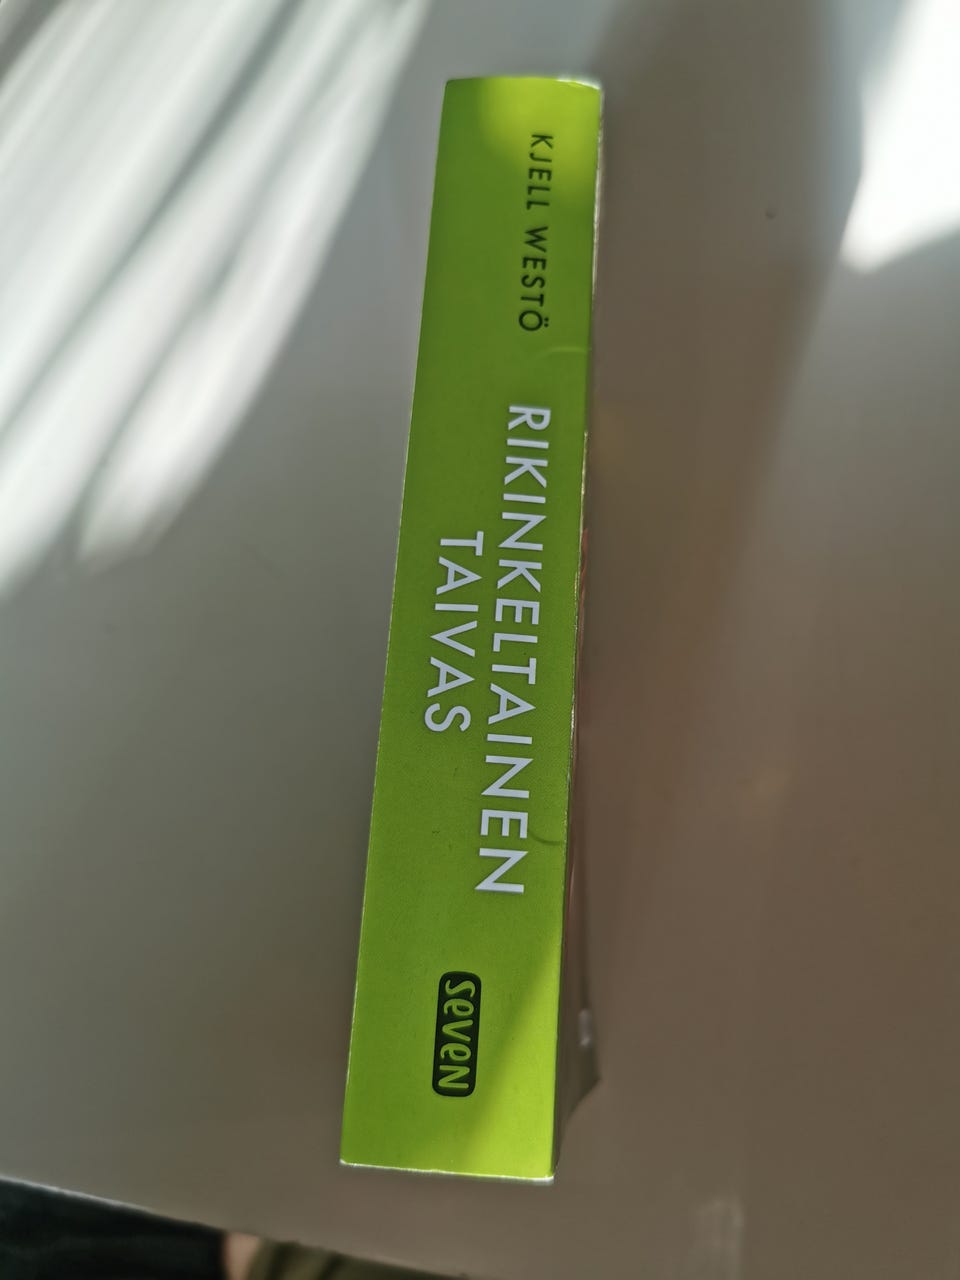 KJELL WESTÖ
RIKINKELTAINEN
TAIVAS
seven